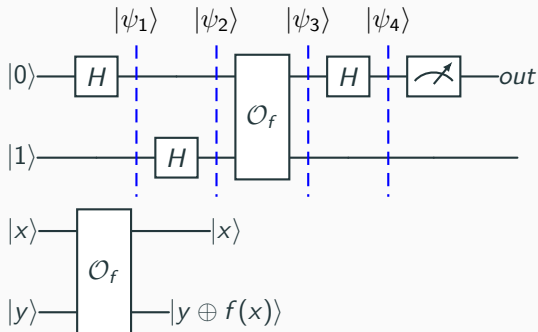 |ψ₁⟩ |ψ₂⟩ |ψ₃⟩ |ψ₄⟩
|0⟩ H H out
𝒪_f
|1⟩ H
|x⟩ |x⟩
𝒪_f
|y⟩ |y ⊕ f(x)⟩